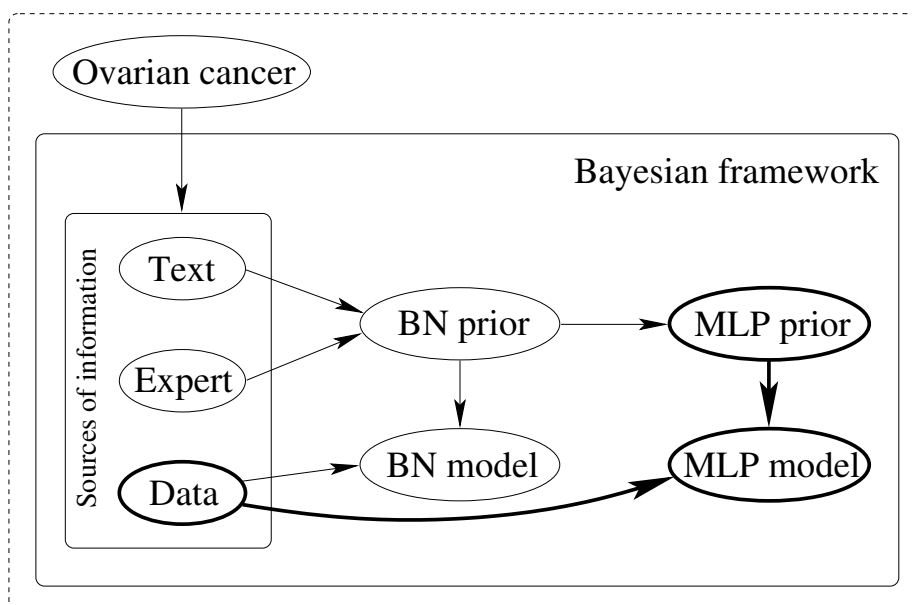 Ovarian cancer
Bayesian framework
Sources of information
Text
Expert
Data
BN prior
BN model
MLP prior
MLP model